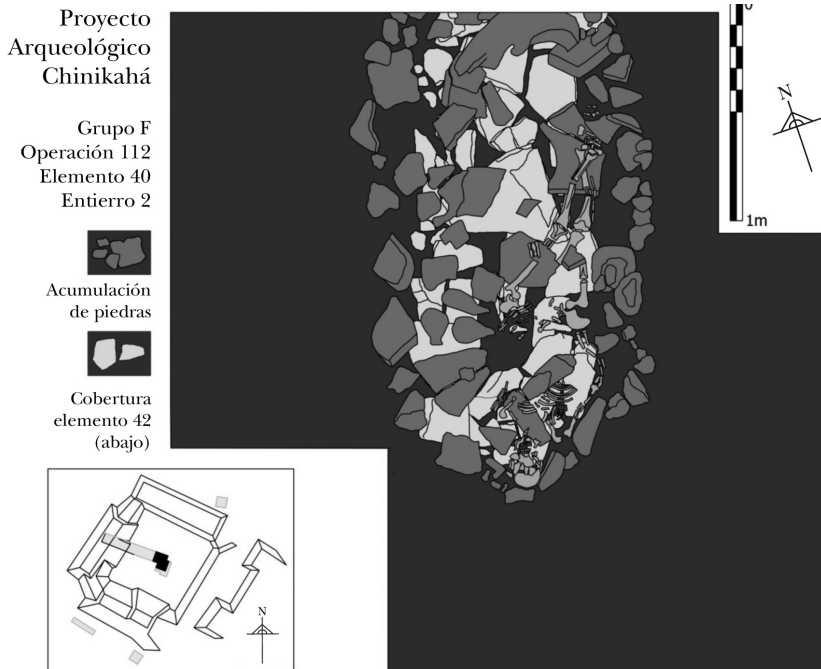 Proyecto
Arqueológico
Chinikahá
Grupo F
Operación 112
Elemento 40
Entierro 2
Acumulación
de piedras
Cobertura
elemento 42
(abajo)
0
1m
N
N